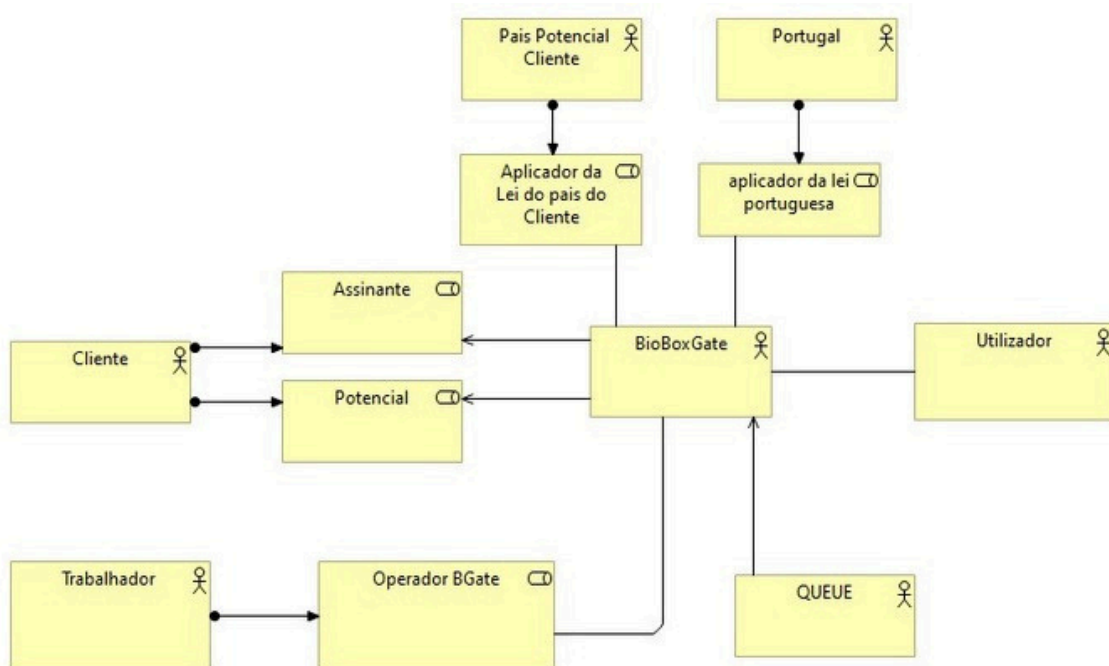 Pais Potencial
Cliente
Portugal
Aplicador da
Lei do pais do
Cliente
aplicador da lei
portuguesa
Assinante
BioBoxGate
Utilizador
Cliente
Potencial
Trabalhador
Operador BGate
QUEUE